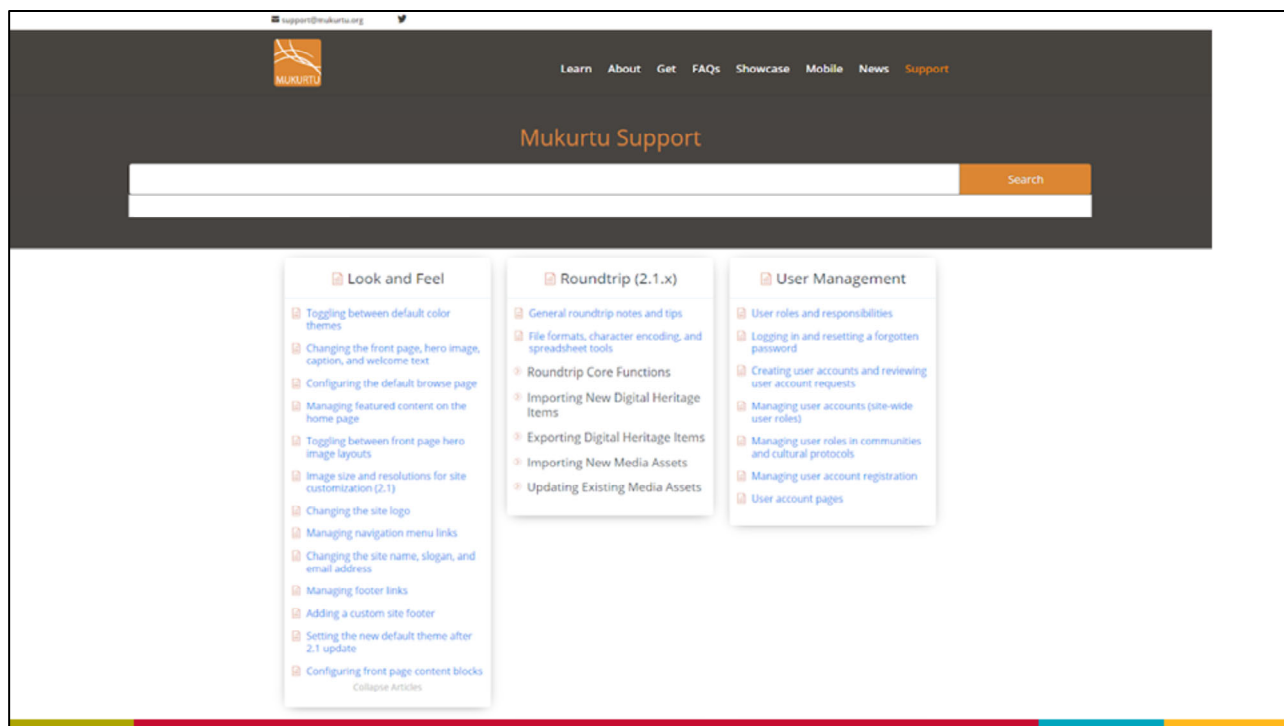 support@mukurtu.org
MUKURTU
Learn About Get FAQs Showcase Mobile News Support
Mukurtu Support
Search
Look and Feel
Toggling between default color
themes
Changing the front page, hero image,
caption, and welcome text
Configuring the default browse page
Managing featured content on the
home page
Toggling between front page hero
image layouts
Image size and resolutions for site
customization (2.1)
Changing the site logo
Managing navigation menu links
Changing the site name, slogan, and
email address
Managing footer links
Adding a custom site footer
Setting the new default theme after
2.1 update
Configuring front page content blocks
Collapse Articles
Roundtrip (2.1.x)
General roundtrip notes and tips
File formats, character encoding, and
spreadsheet tools
Roundtrip Core Functions
Importing New Digital Heritage
Items
Exporting Digital Heritage Items
Importing New Media Assets
Updating Existing Media Assets
User Management
User roles and responsibilities
Logging in and resetting a forgotten
password
Creating user accounts and reviewing
user account requests
Managing user accounts (site-wide
user roles)
Managing user roles in communities
and cultural protocols
Managing user account registration
User account pages